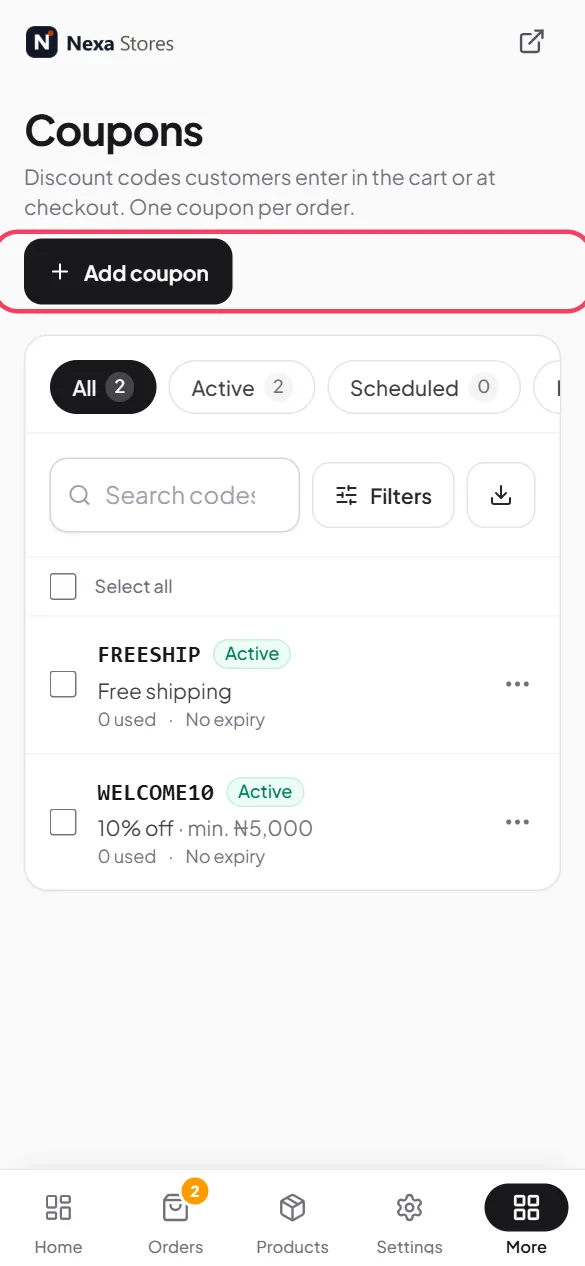 N Nexa Stores
Coupons
Discount codes customers enter in the cart or at
checkout. One coupon per order.
+ Add coupon
All 2 Active 2 Scheduled 0
Search codes Filters
Select all
FREESHIP Active
Free shipping
0 used · No expiry
WELCOME10 Active
10% off · min. ₦5,000
0 used · No expiry
2
Home Orders Products Settings More